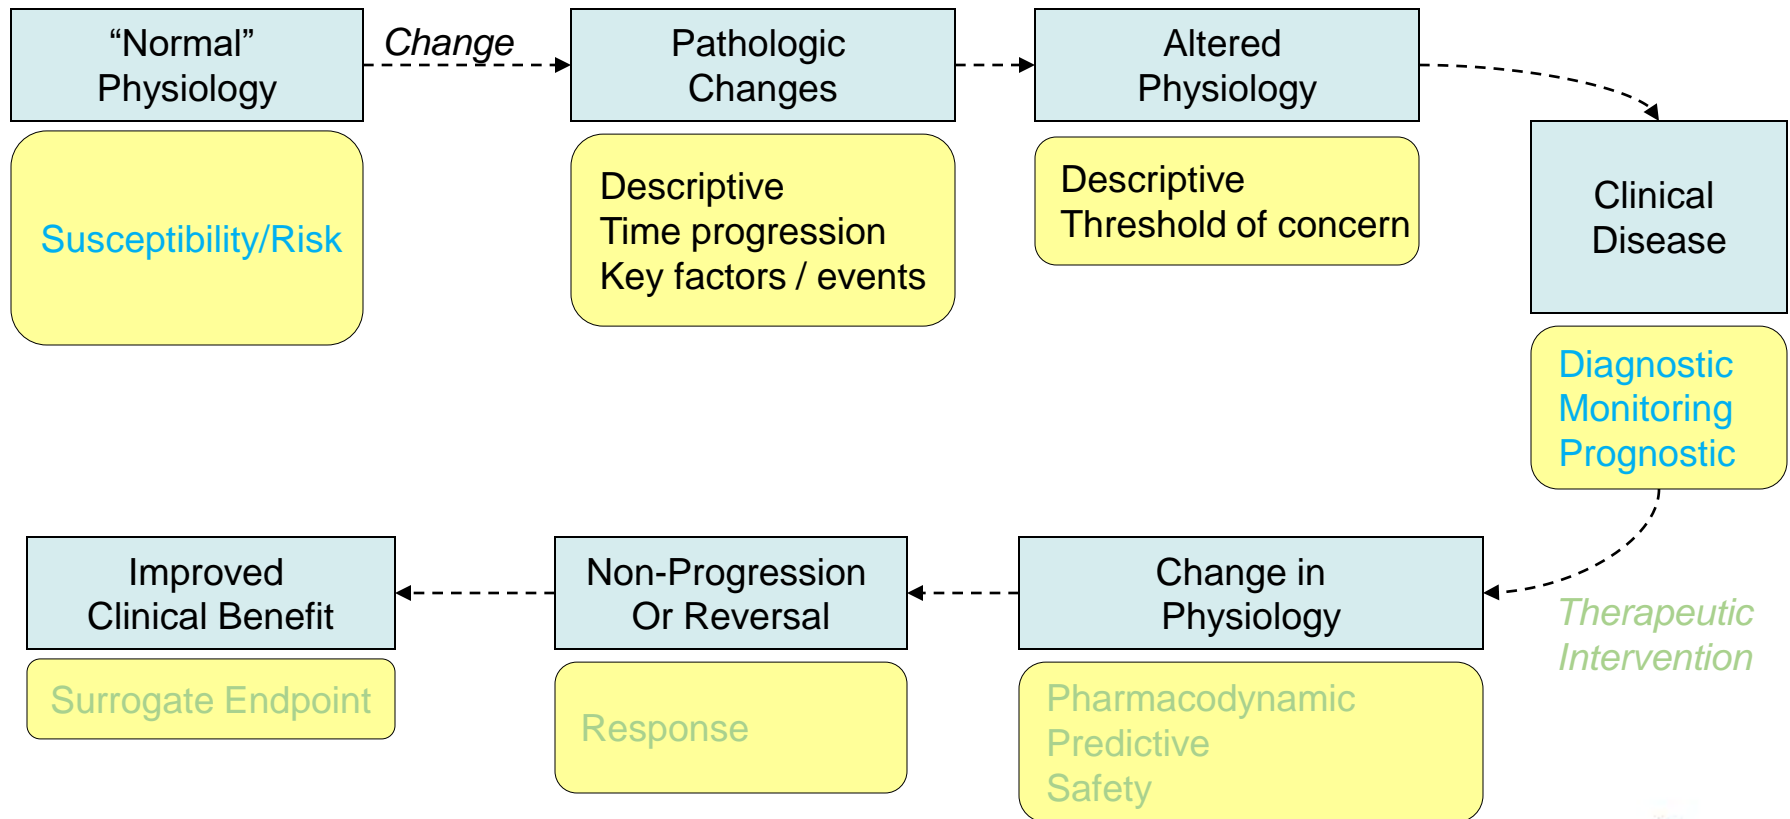 “Normal”
Physiology
Change
Pathologic
Changes
Altered
Physiology
Susceptibility/Risk
Descriptive
Time progression
Key factors / events
Descriptive
Threshold of concern
Clinical
Disease
Diagnostic
Monitoring
Prognostic
Therapeutic
Intervention
Change in
Physiology
Pharmacodynamic
Predictive
Safety
Non-Progression
Or Reversal
Response
Improved
Clinical Benefit
Surrogate Endpoint